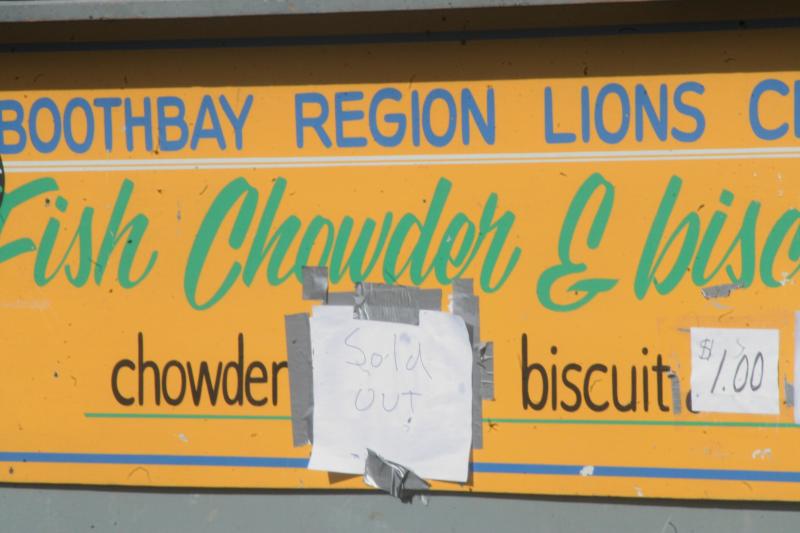 BOOTHBAY REGION LIONS
Fish Chowder &
chowder
Sold
OUT
biscuit
$1.00